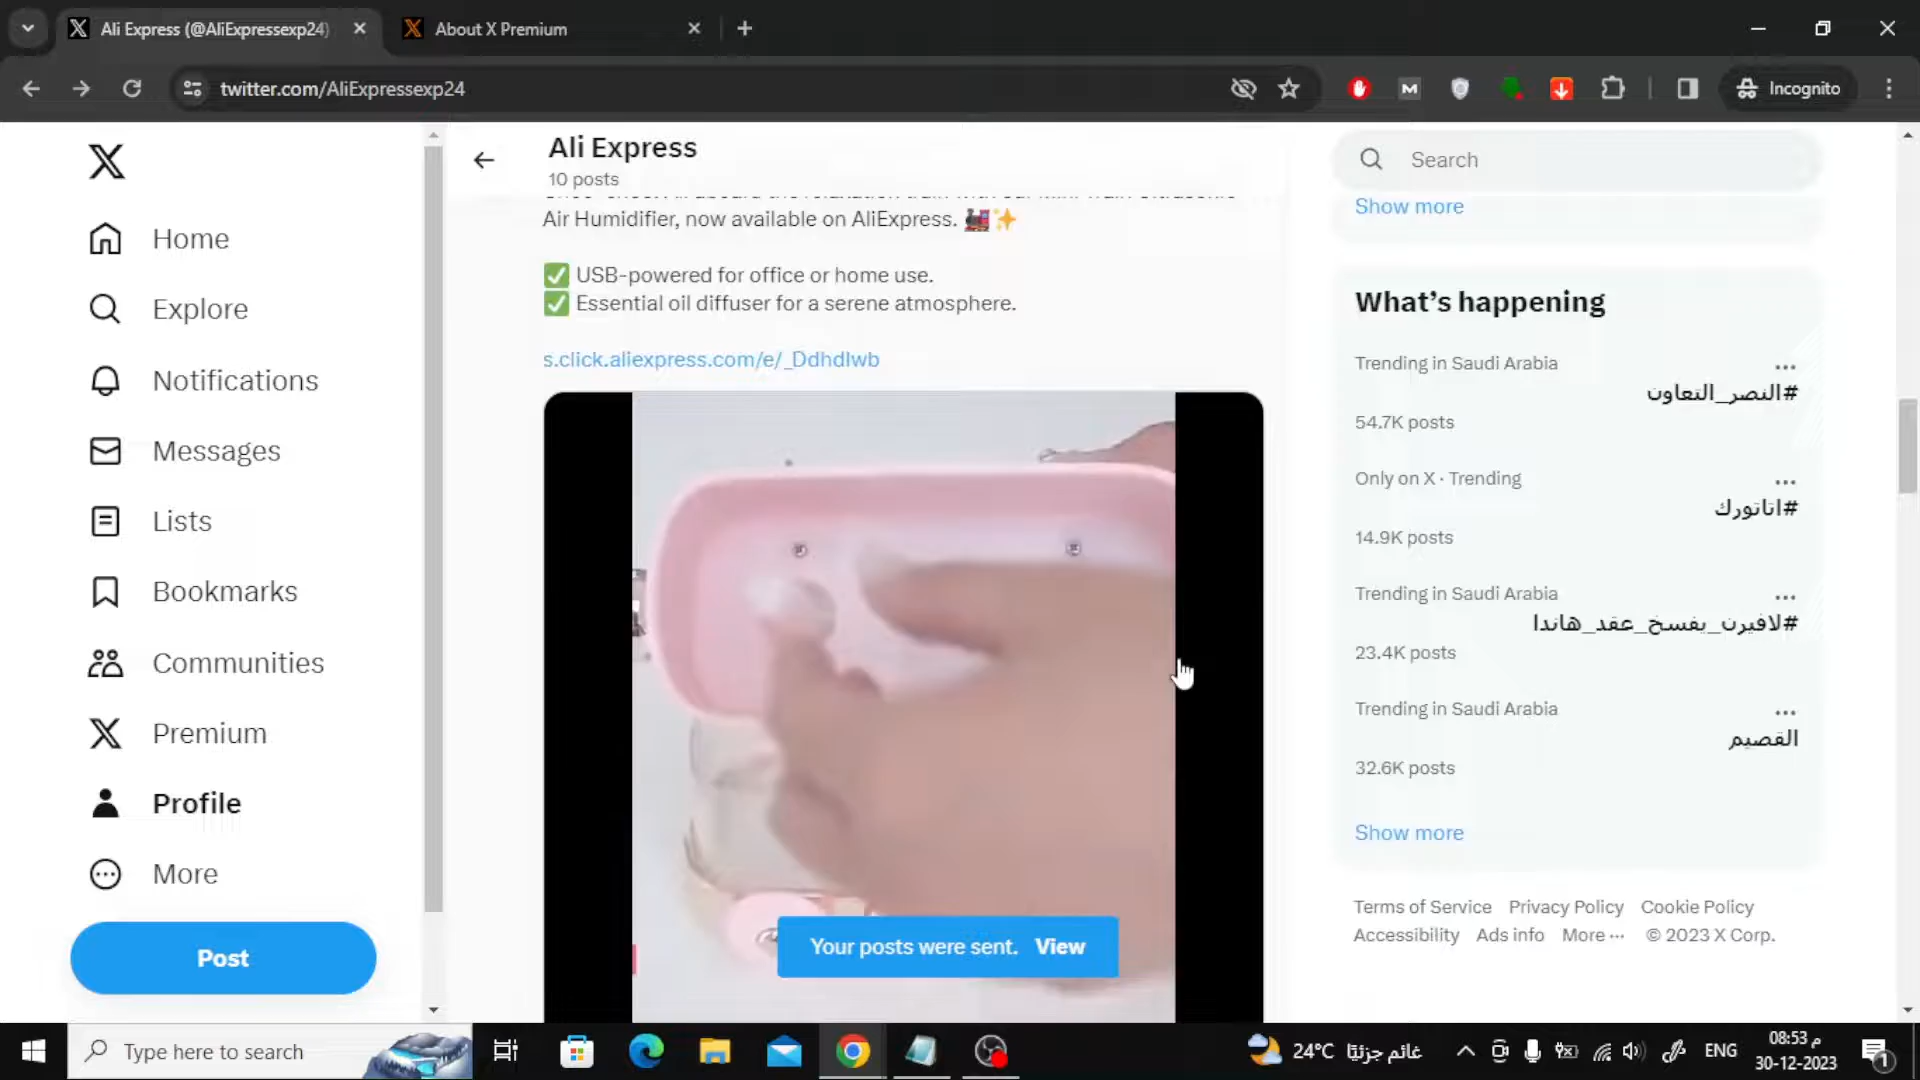 Ali Express (@AliExpressexp24)
About X Premium
twitter.com/AliExpressexp24
Incognito
Home
Explore
Notifications
Messages
Lists
Bookmarks
Communities
Premium
Profile
More
Post
Ali Express
10 posts
Air Humidifier, now available on AliExpress. 🚂✨
✅ USB-powered for office or home use.
✅ Essential oil diffuser for a serene atmosphere.
s.click.aliexpress.com/e/_DdhdIwb
Your posts were sent. View
Search
Show more
What's happening
Trending in Saudi Arabia
#النصر_التعاون
54.7K posts
Only on X · Trending
#اتاتورك
14.9K posts
Trending in Saudi Arabia
#لافيرن_يفسخ_عقد_هاندا
23.4K posts
Trending in Saudi Arabia
القصيم
32.6K posts
Show more
Terms of Service Privacy Policy Cookie Policy
Accessibility Ads info More ··· © 2023 X Corp.
Type here to search
24°C غائم جزئيًا
ENG
08:53 م
30-12-2023
1